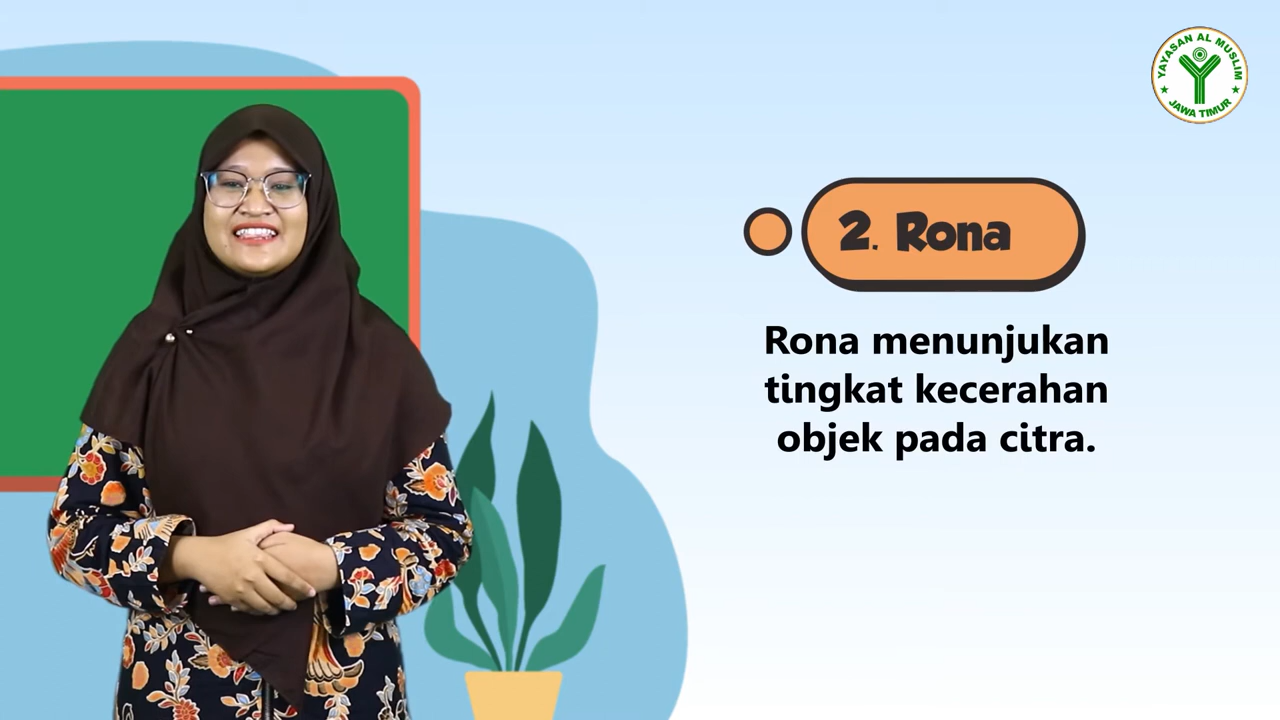 YAYASAN AL MUSLIM
JAWA TIMUR
2. Rona
Rona menunjukan
tingkat kecerahan
objek pada citra.